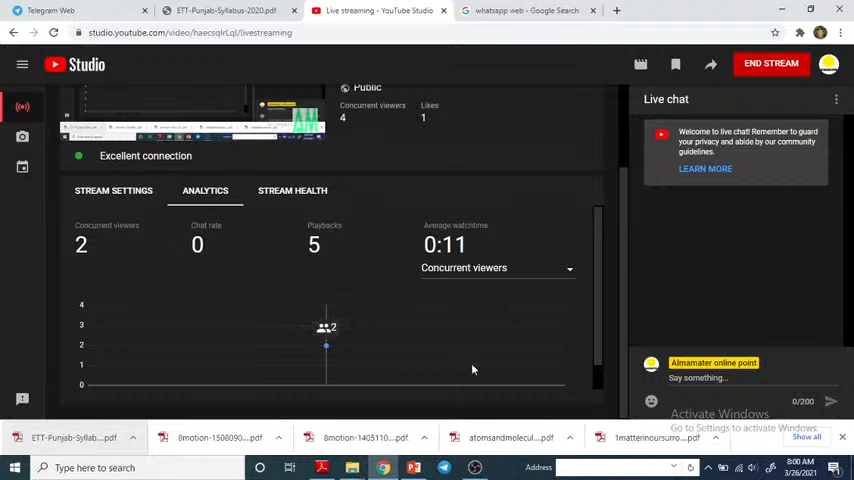 Telegram Web
ETT-Punjab-Syllabus-2020.pdf
Live streaming - YouTube Studio
whatsapp web - Google Search
studio.youtube.com/video/haecsqIrLqI/livestreaming
Studio
END STREAM
Public
Concurrent viewers
Likes
4
1
Excellent connection
STREAM SETTINGS
ANALYTICS
STREAM HEALTH
Concurrent viewers
Chat rate
Playbacks
Average watchtime
2
0
5
0:11
Concurrent viewers
4
3
2
1
0
2
Live chat
Welcome to live chat! Remember to guard
your privacy and abide by our community
guidelines.
LEARN MORE
Almamater online point
Say something...
0/200
Activate Windows
Go to Settings to activate Windows.
ETT-Punjab-Syllab....pdf
8motion-1508090....pdf
8motion-1405110....pdf
atomsandmolecul....pdf
1matternoursurro....pdf
Show all
Type here to search
Address
8:00 AM
3/26/2021
AM